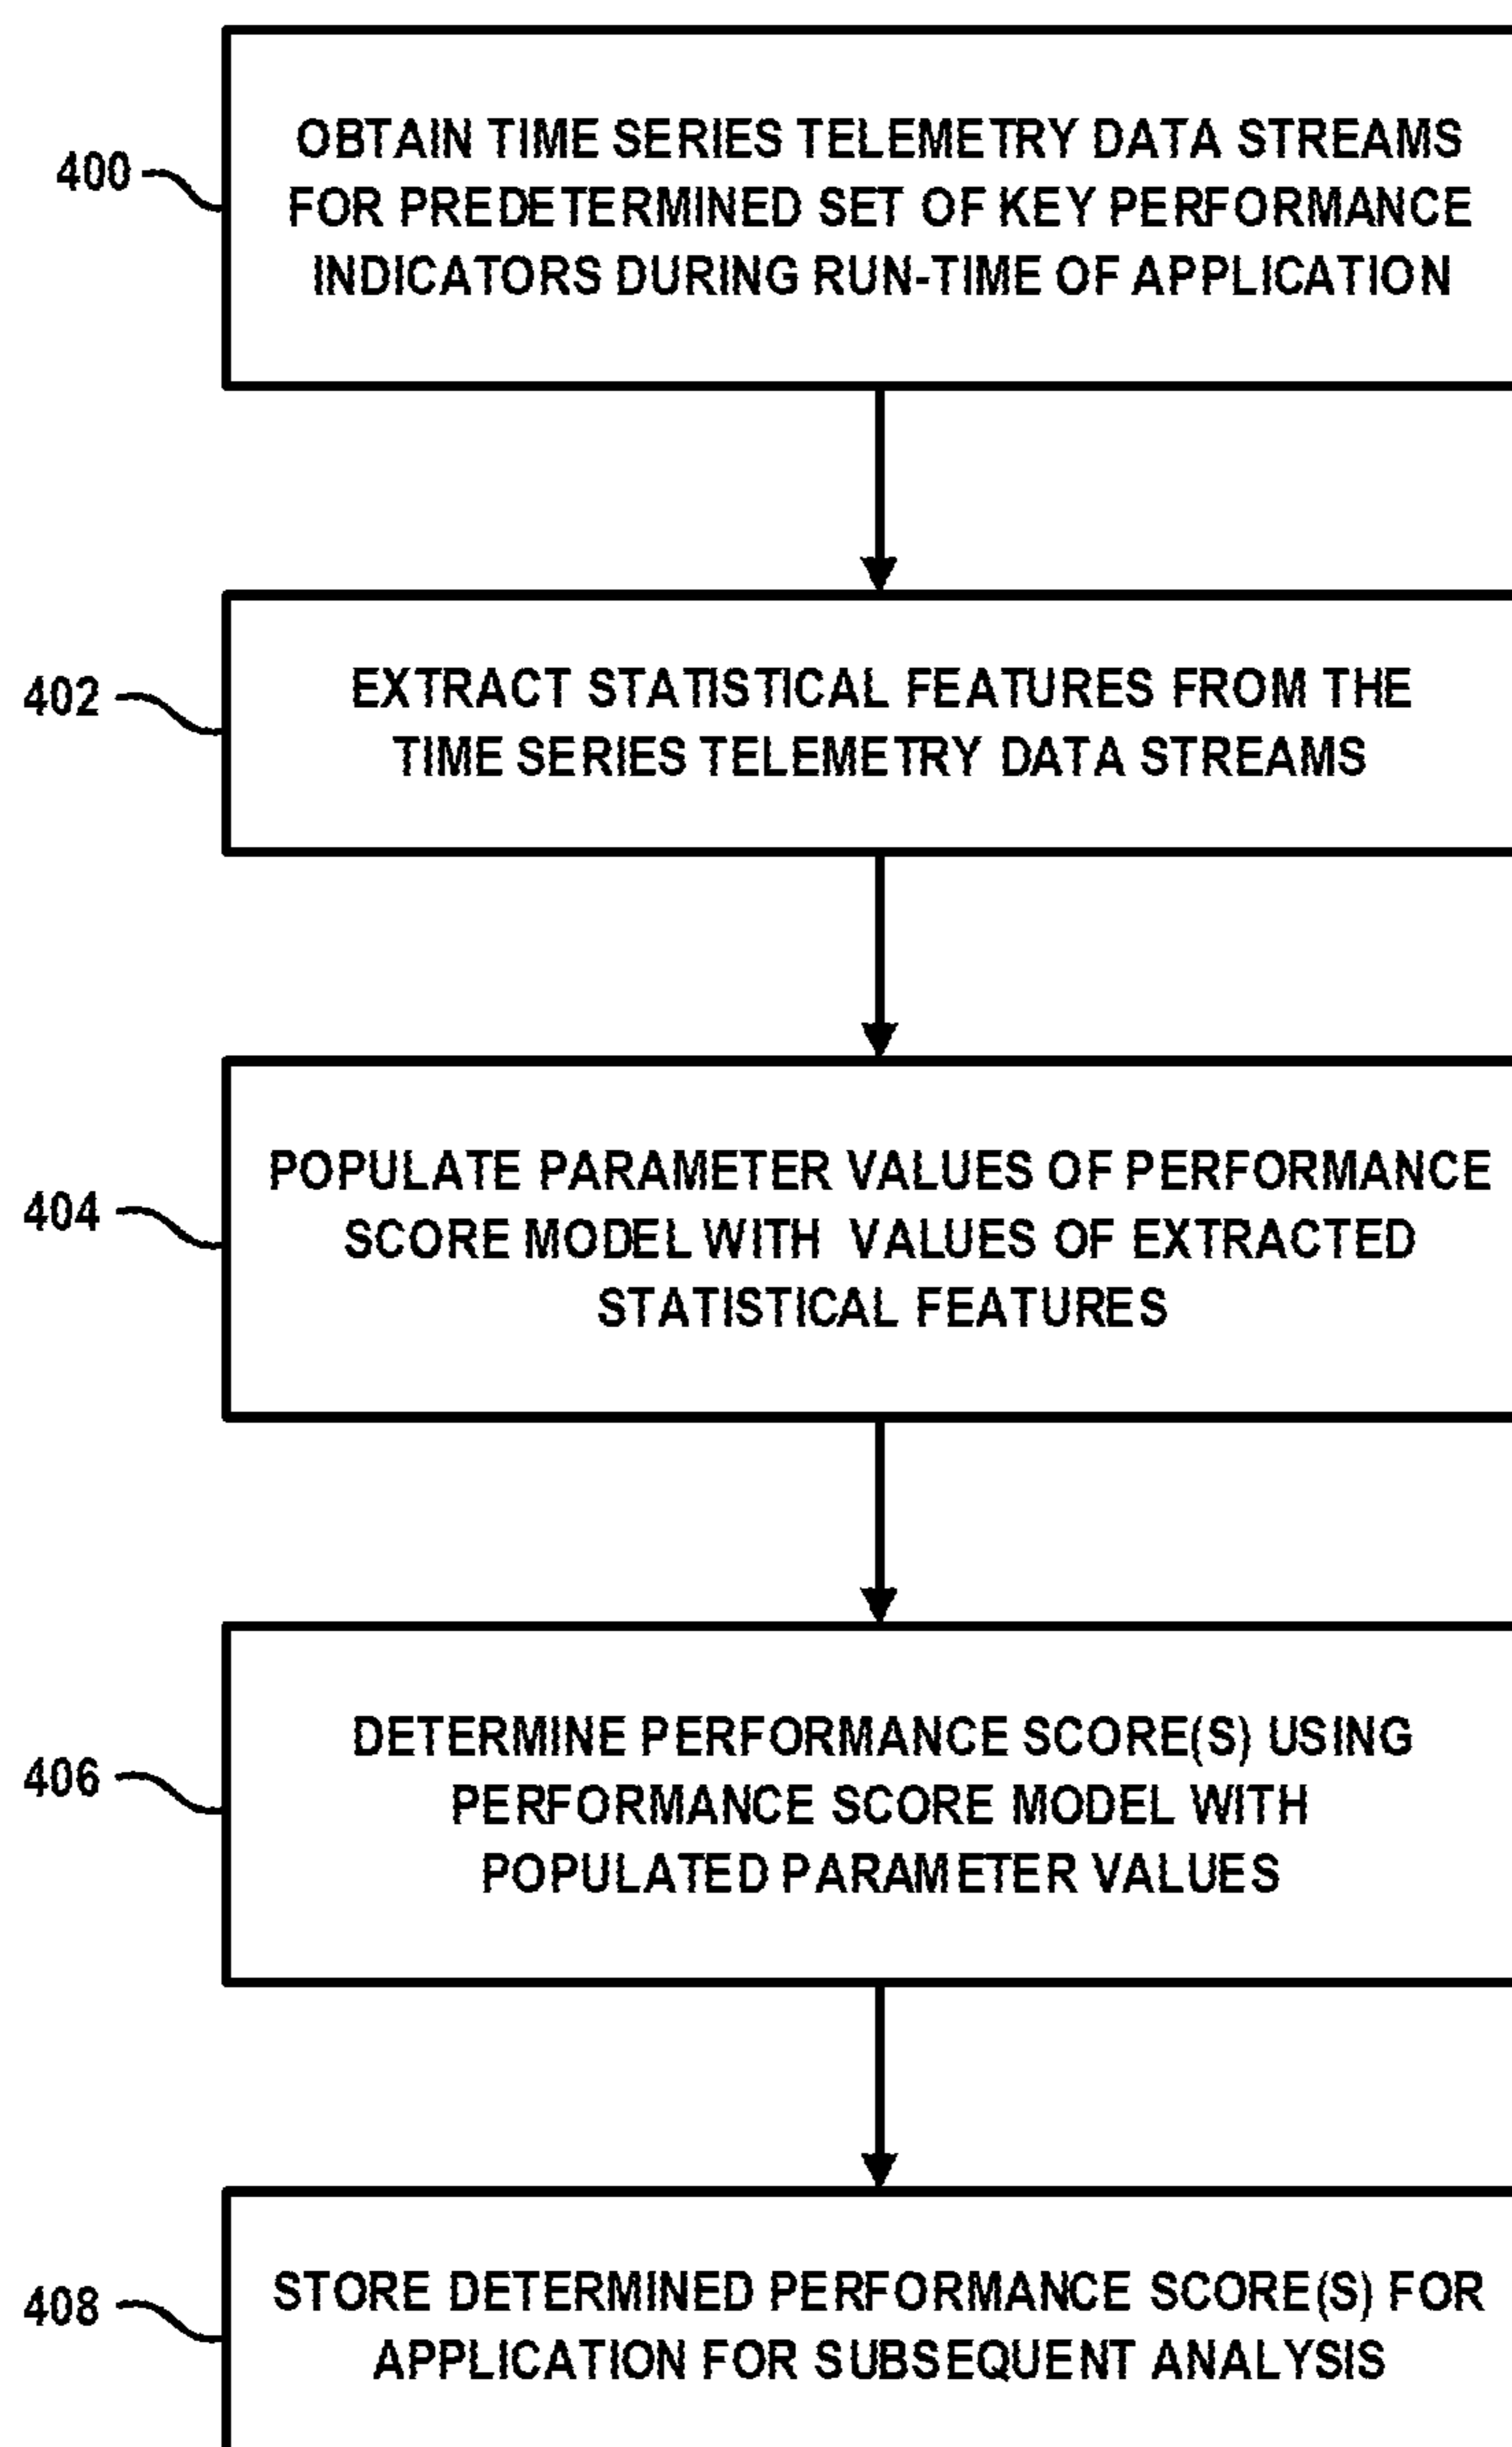 400
OBTAIN TIME SERIES TELEMETRY DATA STREAMS
FOR PREDETERMINED SET OF KEY PERFORMANCE
INDICATORS DURING RUN-TIME OF APPLICATION
402
EXTRACT STATISTICAL FEATURES FROM THE
TIME SERIES TELEMETRY DATA STREAMS
404
POPULATE PARAMETER VALUES OF PERFORMANCE
SCORE MODEL WITH VALUES OF EXTRACTED
STATISTICAL FEATURES
406
DETERMINE PERFORMANCE SCORE(S) USING
PERFORMANCE SCORE MODEL WITH
POPULATED PARAMETER VALUES
408
STORE DETERMINED PERFORMANCE SCORE(S) FOR
APPLICATION FOR SUBSEQUENT ANALYSIS